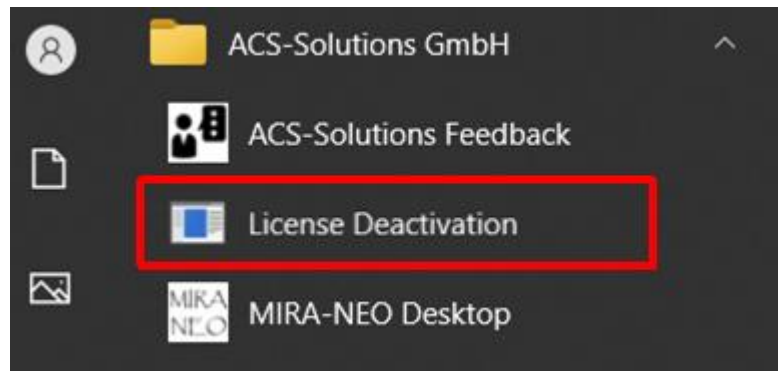 ACS-Solutions GmbH
ACS-Solutions Feedback
License Deactivation
MIRA
NEO
MIRA-NEO Desktop